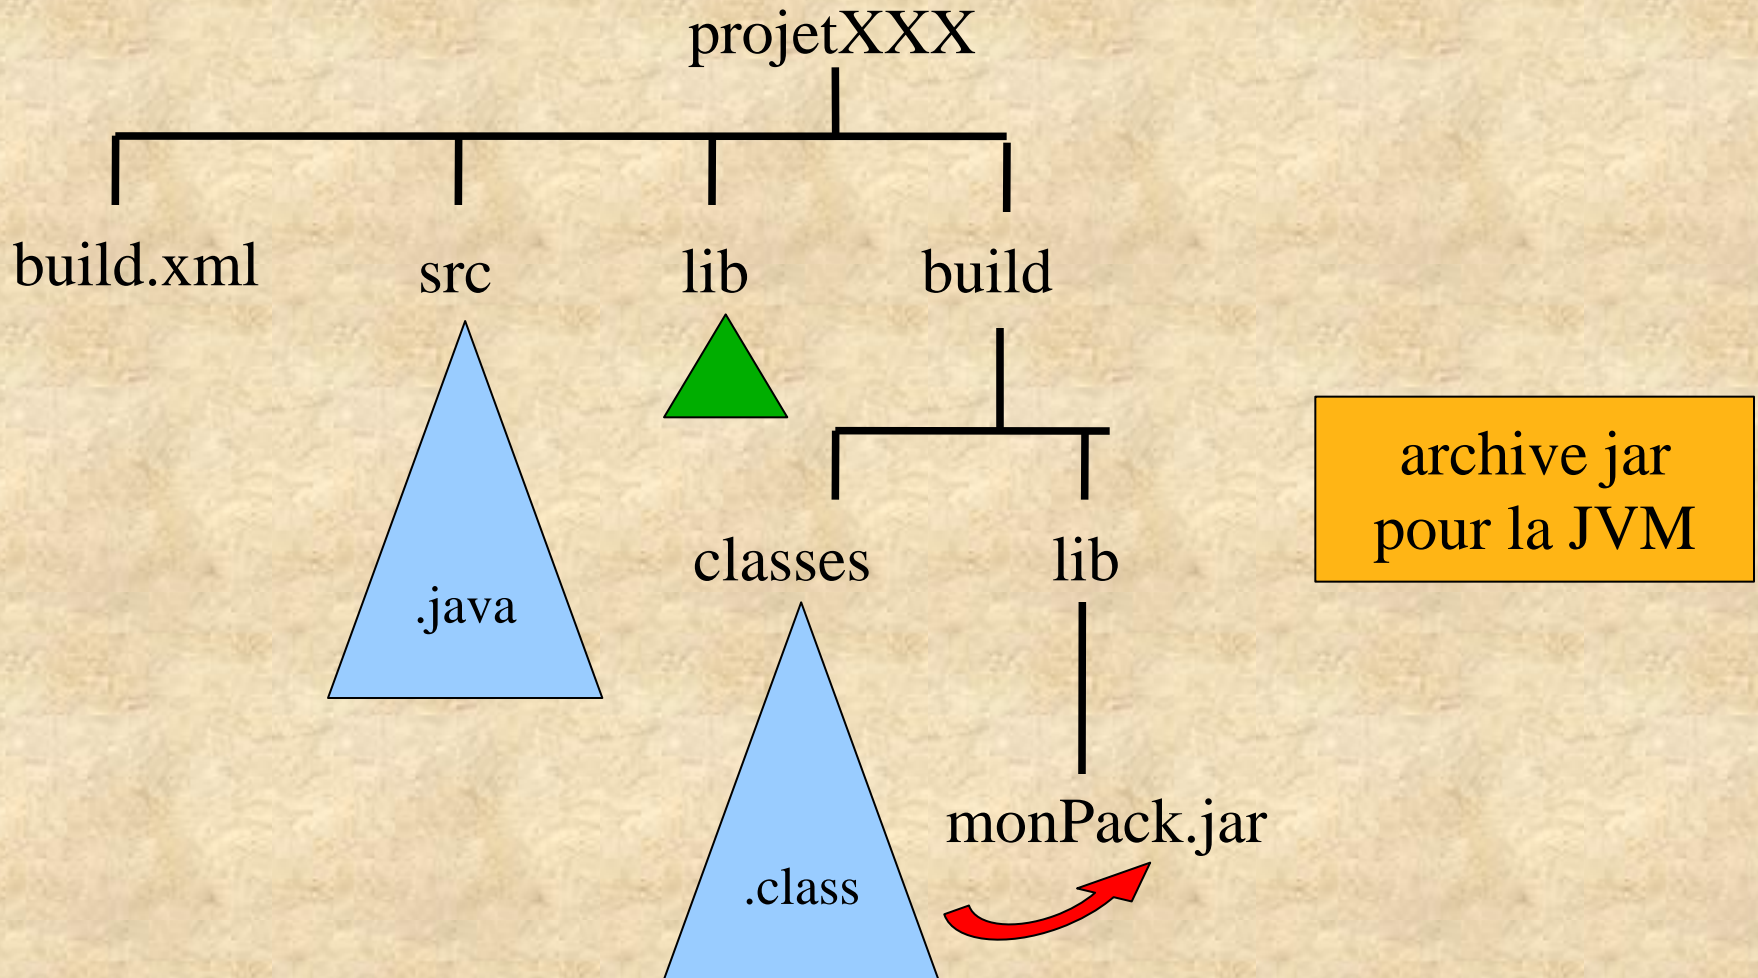 projetXXX
build.xml
src
lib
build
archive jar
pour la JVM
classes
lib
.java
monPack.jar
.class